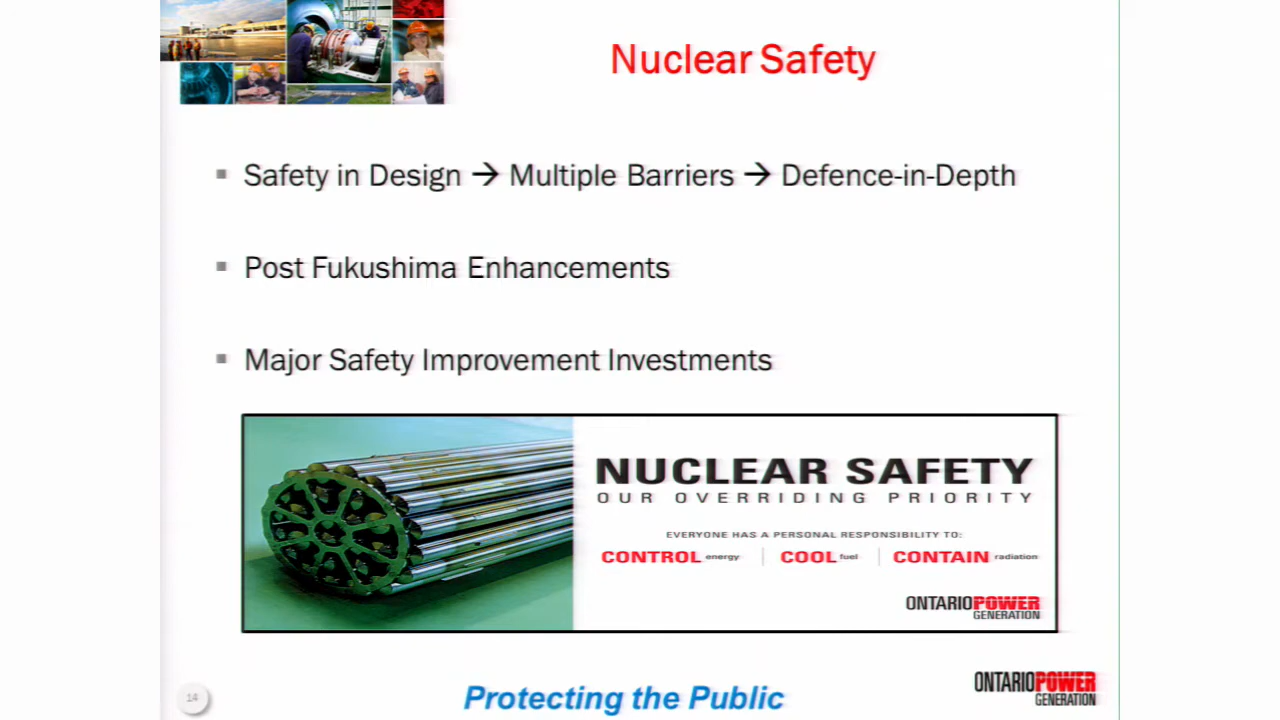 Nuclear Safety
▪ Safety in Design → Multiple Barriers → Defence-in-Depth
▪ Post Fukushima Enhancements
▪ Major Safety Improvement Investments
NUCLEAR SAFETY
OUR OVERRIDING PRIORITY
EVERYONE HAS A PERSONAL RESPONSIBILITY TO:
CONTROL energy | COOL fuel | CONTAIN radiation
ONTARIOPOWER
GENERATION
14
Protecting the Public
ONTARIOPOWER
GENERATION